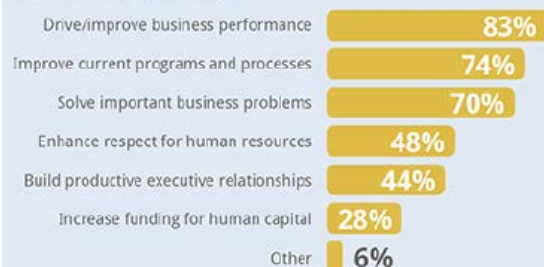 Drive/improve business performance 83%
Improve current programs and processes 74%
Solve important business problems 70%
Enhance respect for human resources 48%
Build productive executive relationships 44%
Increase funding for human capital 28%
Other 6%